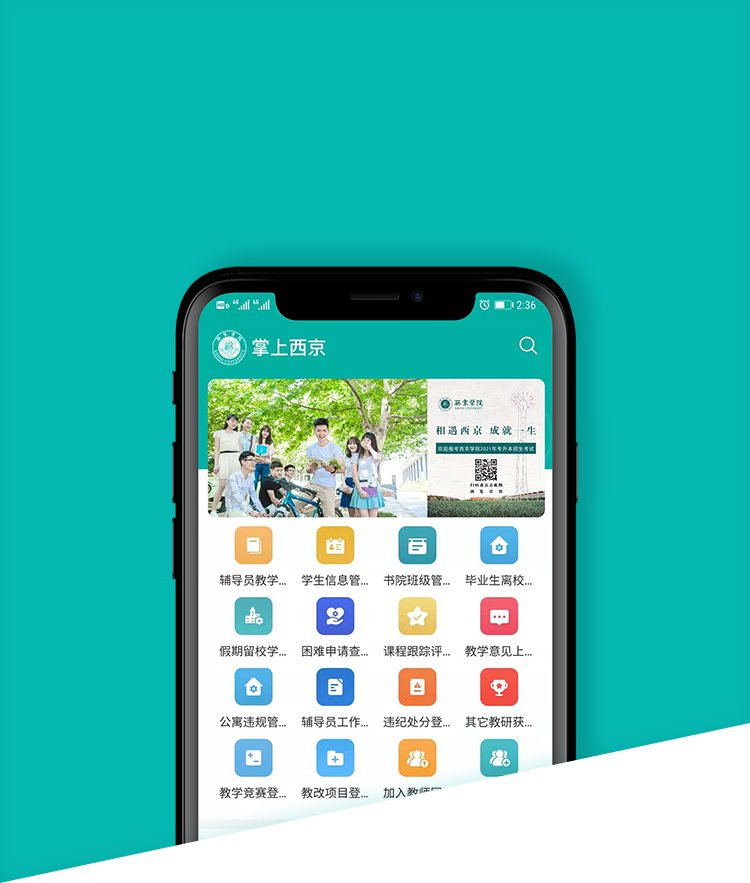 HD 4G 4G 2:36
掌上西京
西京学院
相遇西京 成就一生
欢迎报考西京学院2021年专升本招生考试
辅导员教学... 学生信息管... 书院班级管... 毕业生离校...
假期留校学... 困难申请查... 课程跟踪评... 教学意见上...
公寓违规管... 辅导员工作... 违纪处分登... 其它教研获...
教学竞赛登... 教改项目登... 加入教师